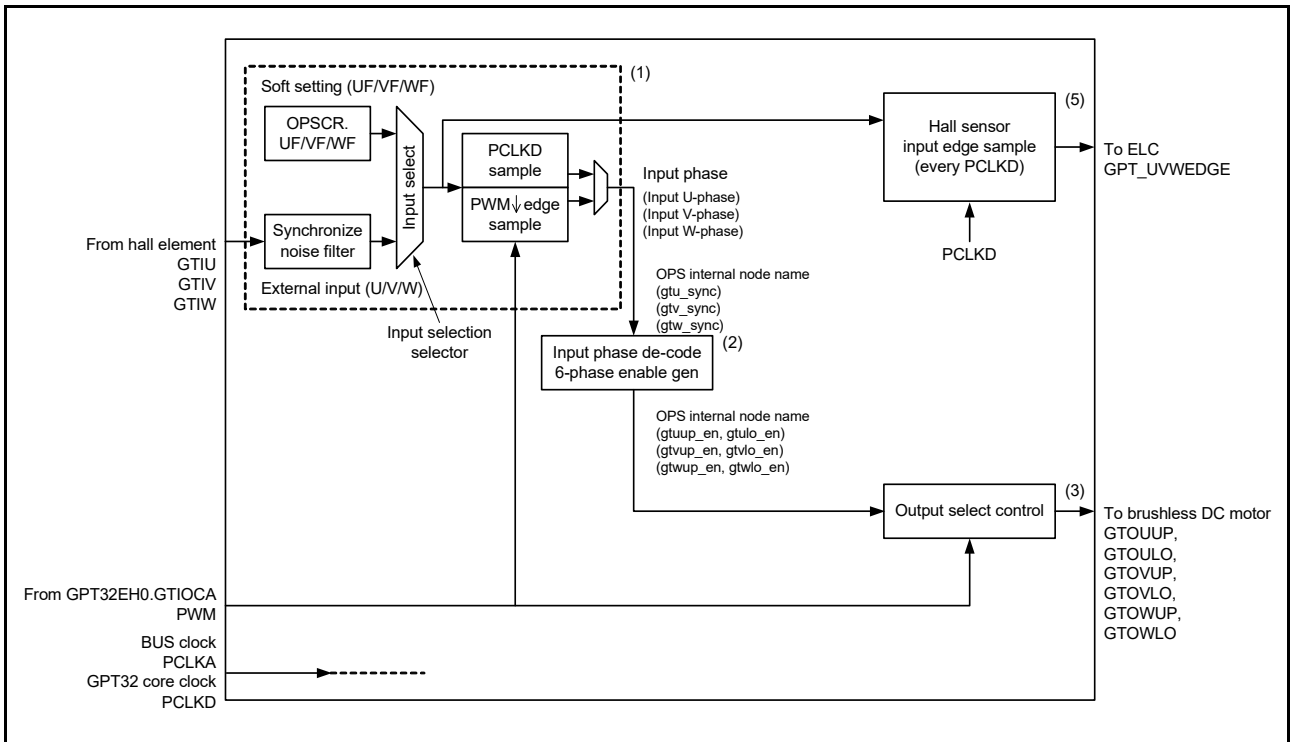 (1)
Soft setting (UF/VF/WF)
OPSCR.
UF/VF/WF
Input select
PCLKD
sample
PWM↓edge
sample
Synchronize
noise filter
External input (U/V/W)
From hall element
GTIU
GTIV
GTIW
Input selection
selector
Input phase
(Input U-phase)
(Input V-phase)
(Input W-phase)
OPS internal node name
(gtu_sync)
(gtv_sync)
(gtw_sync)
(5)
Hall sensor
input edge sample
(every PCLKD)
PCLKD
To ELC
GPT_UVWEDGE
(2)
Input phase de-code
6-phase enable gen
OPS internal node name
(gtuup_en, gtulo_en)
(gtvup_en, gtvlo_en)
(gtwup_en, gtwlo_en)
(3)
Output select control
To brushless DC motor
GTOUUP,
GTOULO,
GTOVUP,
GTOVLO,
GTOWUP,
GTOWLO
From GPT32EH0.GTIOCA
PWM
BUS clock
PCLKA
GPT32 core clock
PCLKD